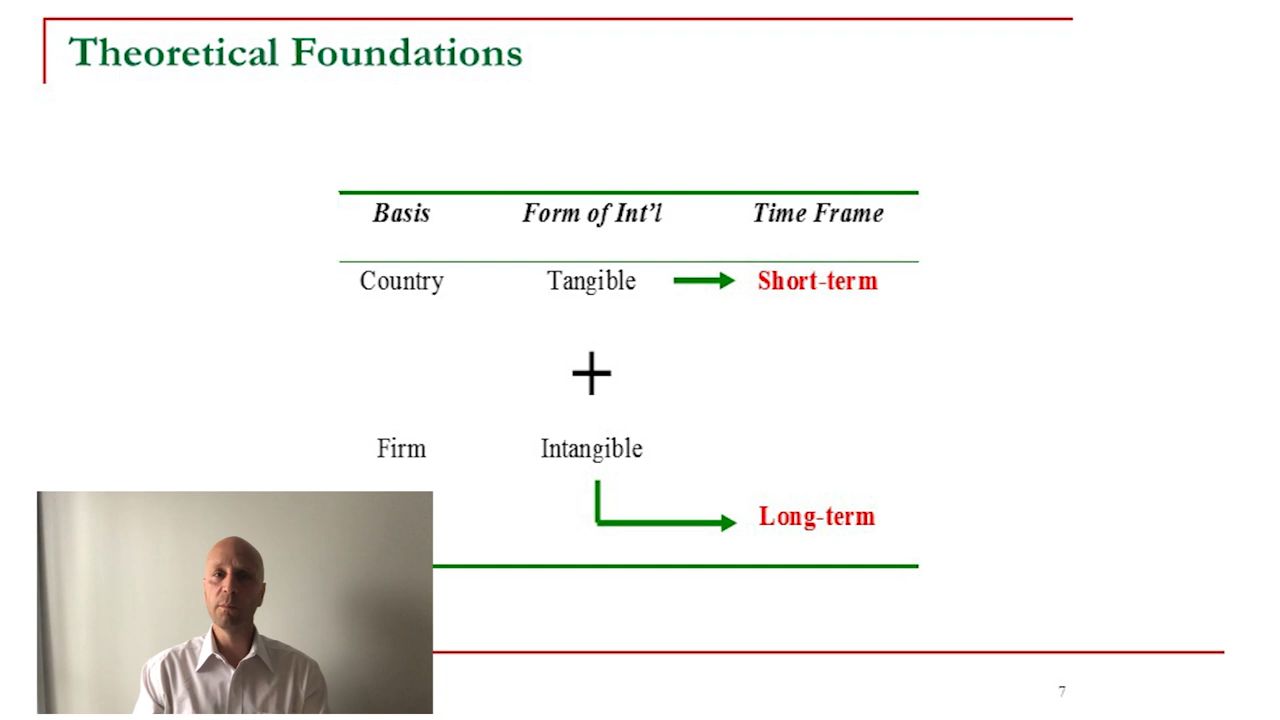 Theoretical Foundations
Basis Form of Int'l Time Frame
Country Tangible Short-term
+
Firm Intangible
Long-term
7